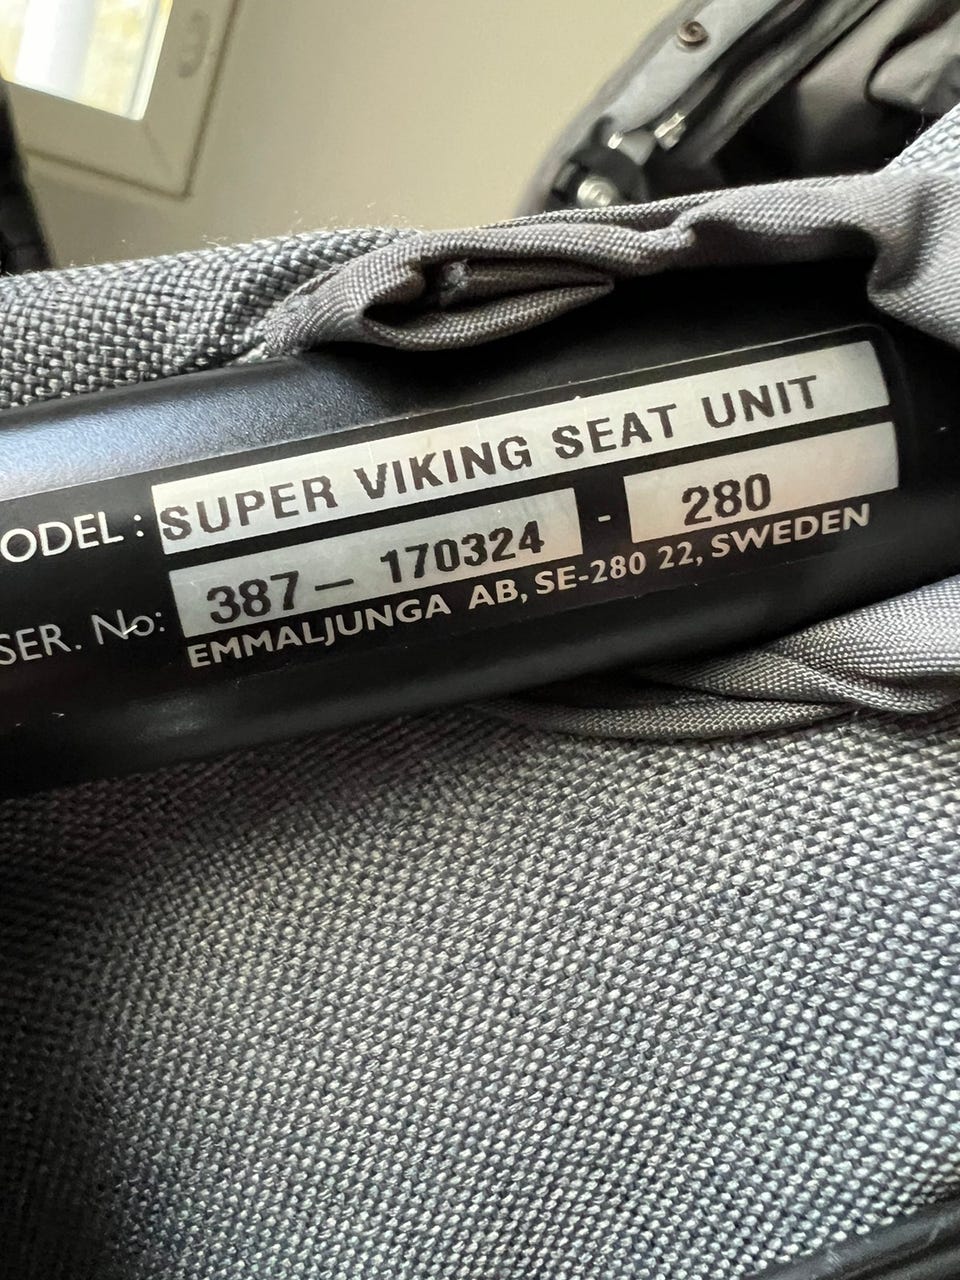 ODEL: SUPER VIKING SEAT UNIT
SER. No: 387- 170324 - 280
EMMALJUNGA AB, SE-280 22, SWEDEN